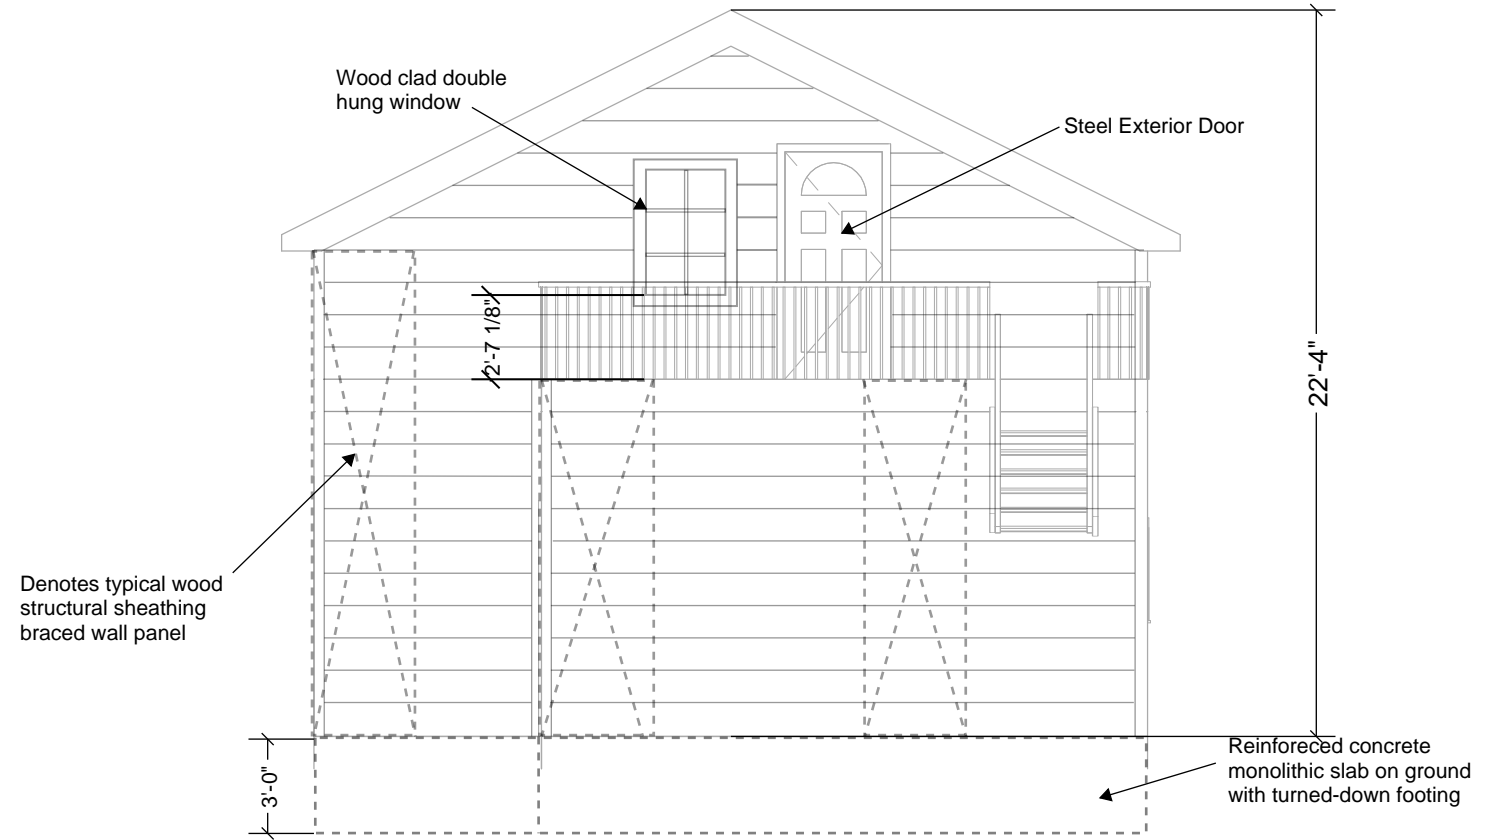 Wood clad double
hung window
Steel Exterior Door
2'-7 1/8"
22'-4"
Denotes typical wood
structural sheathing
braced wall panel
Reinforeced concrete
monolithic slab on ground
with turned-down footing
3'-0"